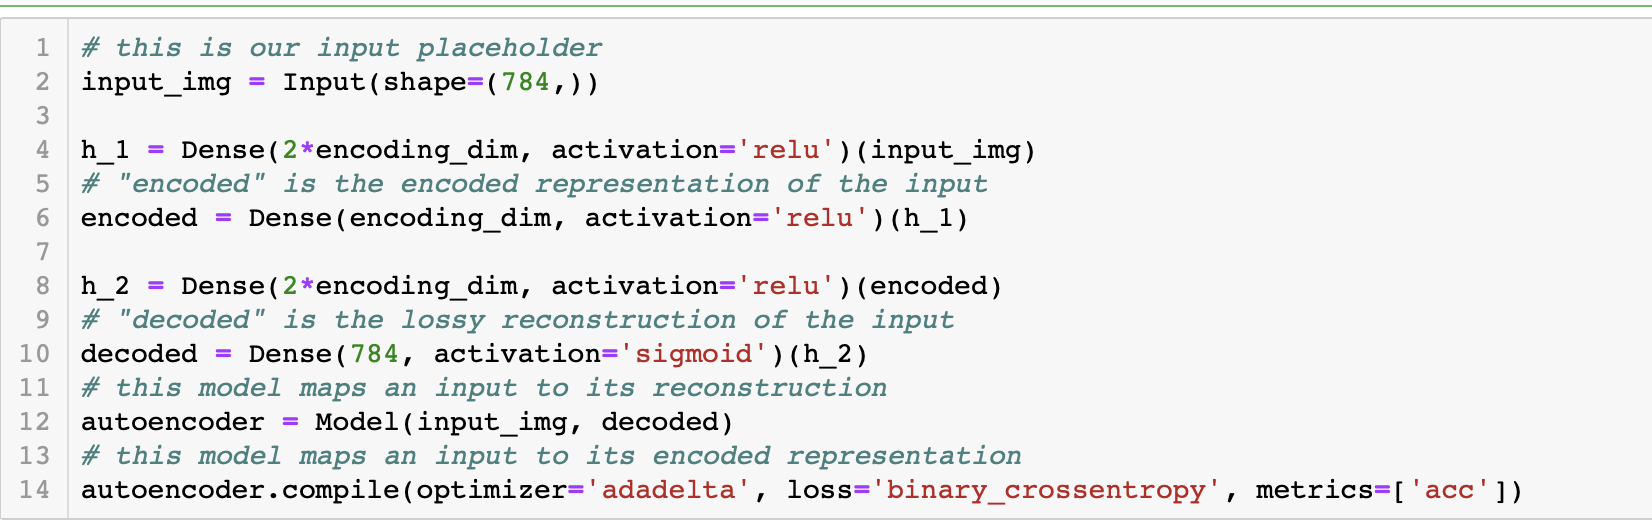 1 # this is our input placeholder
2 input_img = Input(shape=(784,))
3
4 h_1 = Dense(2*encoding_dim, activation='relu')(input_img)
5 # "encoded" is the encoded representation of the input
6 encoded = Dense(encoding_dim, activation='relu')(h_1)
7
8 h_2 = Dense(2*encoding_dim, activation='relu')(encoded)
9 # "decoded" is the lossy reconstruction of the input
10 decoded = Dense(784, activation='sigmoid')(h_2)
11 # this model maps an input to its reconstruction
12 autoencoder = Model(input_img, decoded)
13 # this model maps an input to its encoded representation
14 autoencoder.compile(optimizer='adadelta', loss='binary_crossentropy', metrics=['acc'])